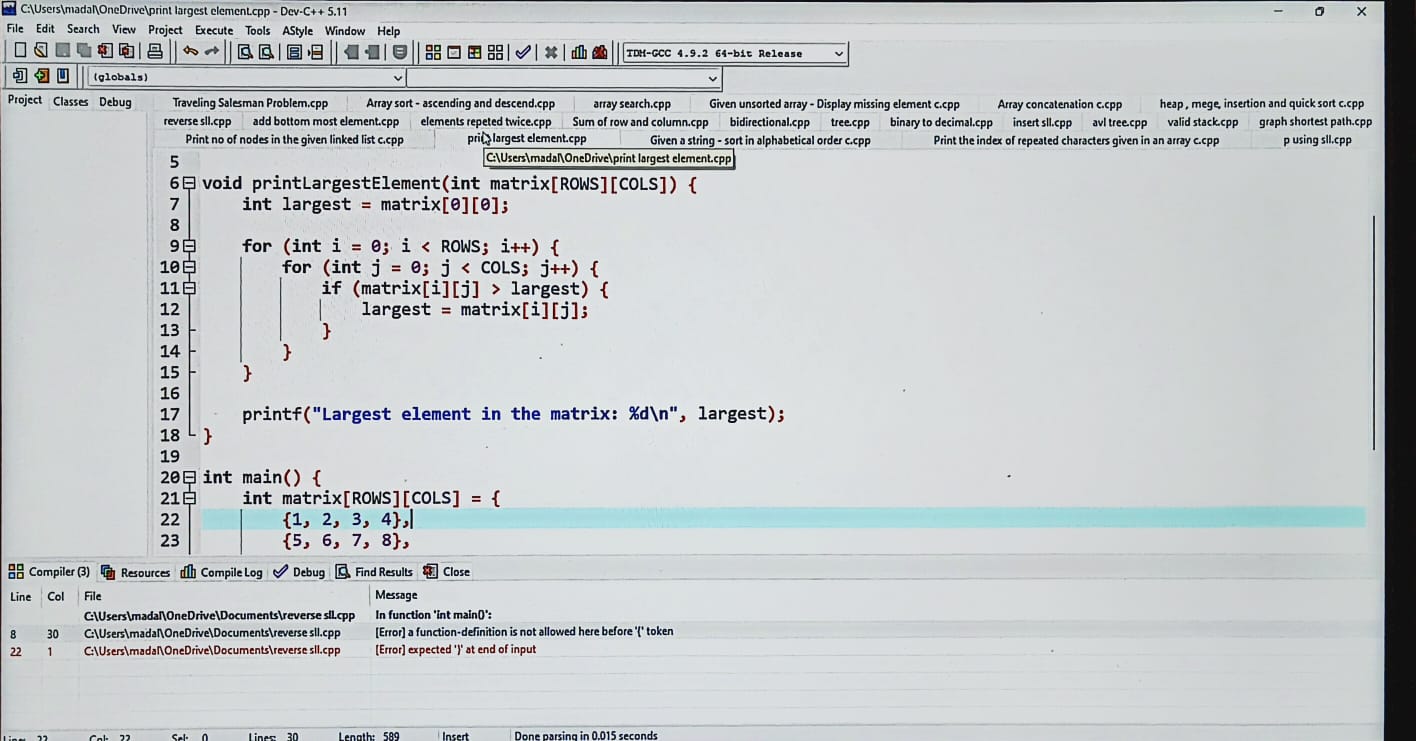 C:\Users\madal\OneDrive\print largest element.cpp - Dev-C++ 5.11
File Edit Search View Project Execute Tools AStyle Window Help
TDM-GCC 4.9.2 64-bit Release
(globals)
Project Classes Debug
Traveling Salesman Problem.cpp Array sort - ascending and descend.cpp array search.cpp Given unsorted array - Display missing element c.cpp Array concatenation c.cpp heap, mege, insertion and quick sort c.cpp
reverse sll.cpp add bottom most element.cpp elements repeted twice.cpp Sum of row and column.cpp bidirectional.cpp tree.cpp binary to decimal.cpp insert sll.cpp avl tree.cpp valid stack.cpp graph shortest path.cpp
Print no of nodes in the given linked list c.cpp print largest element.cpp Given a string - sort in alphabetical order c.cpp Print the index of repeated characters given in an array c.cpp p using sll.cpp
C:\Users\madal\OneDrive\print largest element.cpp
5
6 void printLargestElement(int matrix[ROWS][COLS]) {
7 int largest = matrix[0][0];
8
9 for (int i = 0; i < ROWS; i++) {
10 for (int j = 0; j < COLS; j++) {
11 if (matrix[i][j] > largest) {
12 largest = matrix[i][j];
13 }
14 }
15 }
16
17 printf("Largest element in the matrix: %d\n", largest);
18 }
19
20 int main() {
21 int matrix[ROWS][COLS] = {
22 {1, 2, 3, 4},
23 {5, 6, 7, 8},
Compiler (3) Resources Compile Log Debug Find Results Close
Line Col File Message
C:\Users\madal\OneDrive\Documents\reverse sll.cpp In function 'int main()':
8 30 C:\Users\madal\OneDrive\Documents\reverse sll.cpp [Error] a function-definition is not allowed here before '{' token
22 1 C:\Users\madal\OneDrive\Documents\reverse sll.cpp [Error] expected '}' at end of input
Line: 22 Col: 22 Sel: 0 Lines: 30 Length: 589 Insert Done parsing in 0.015 seconds